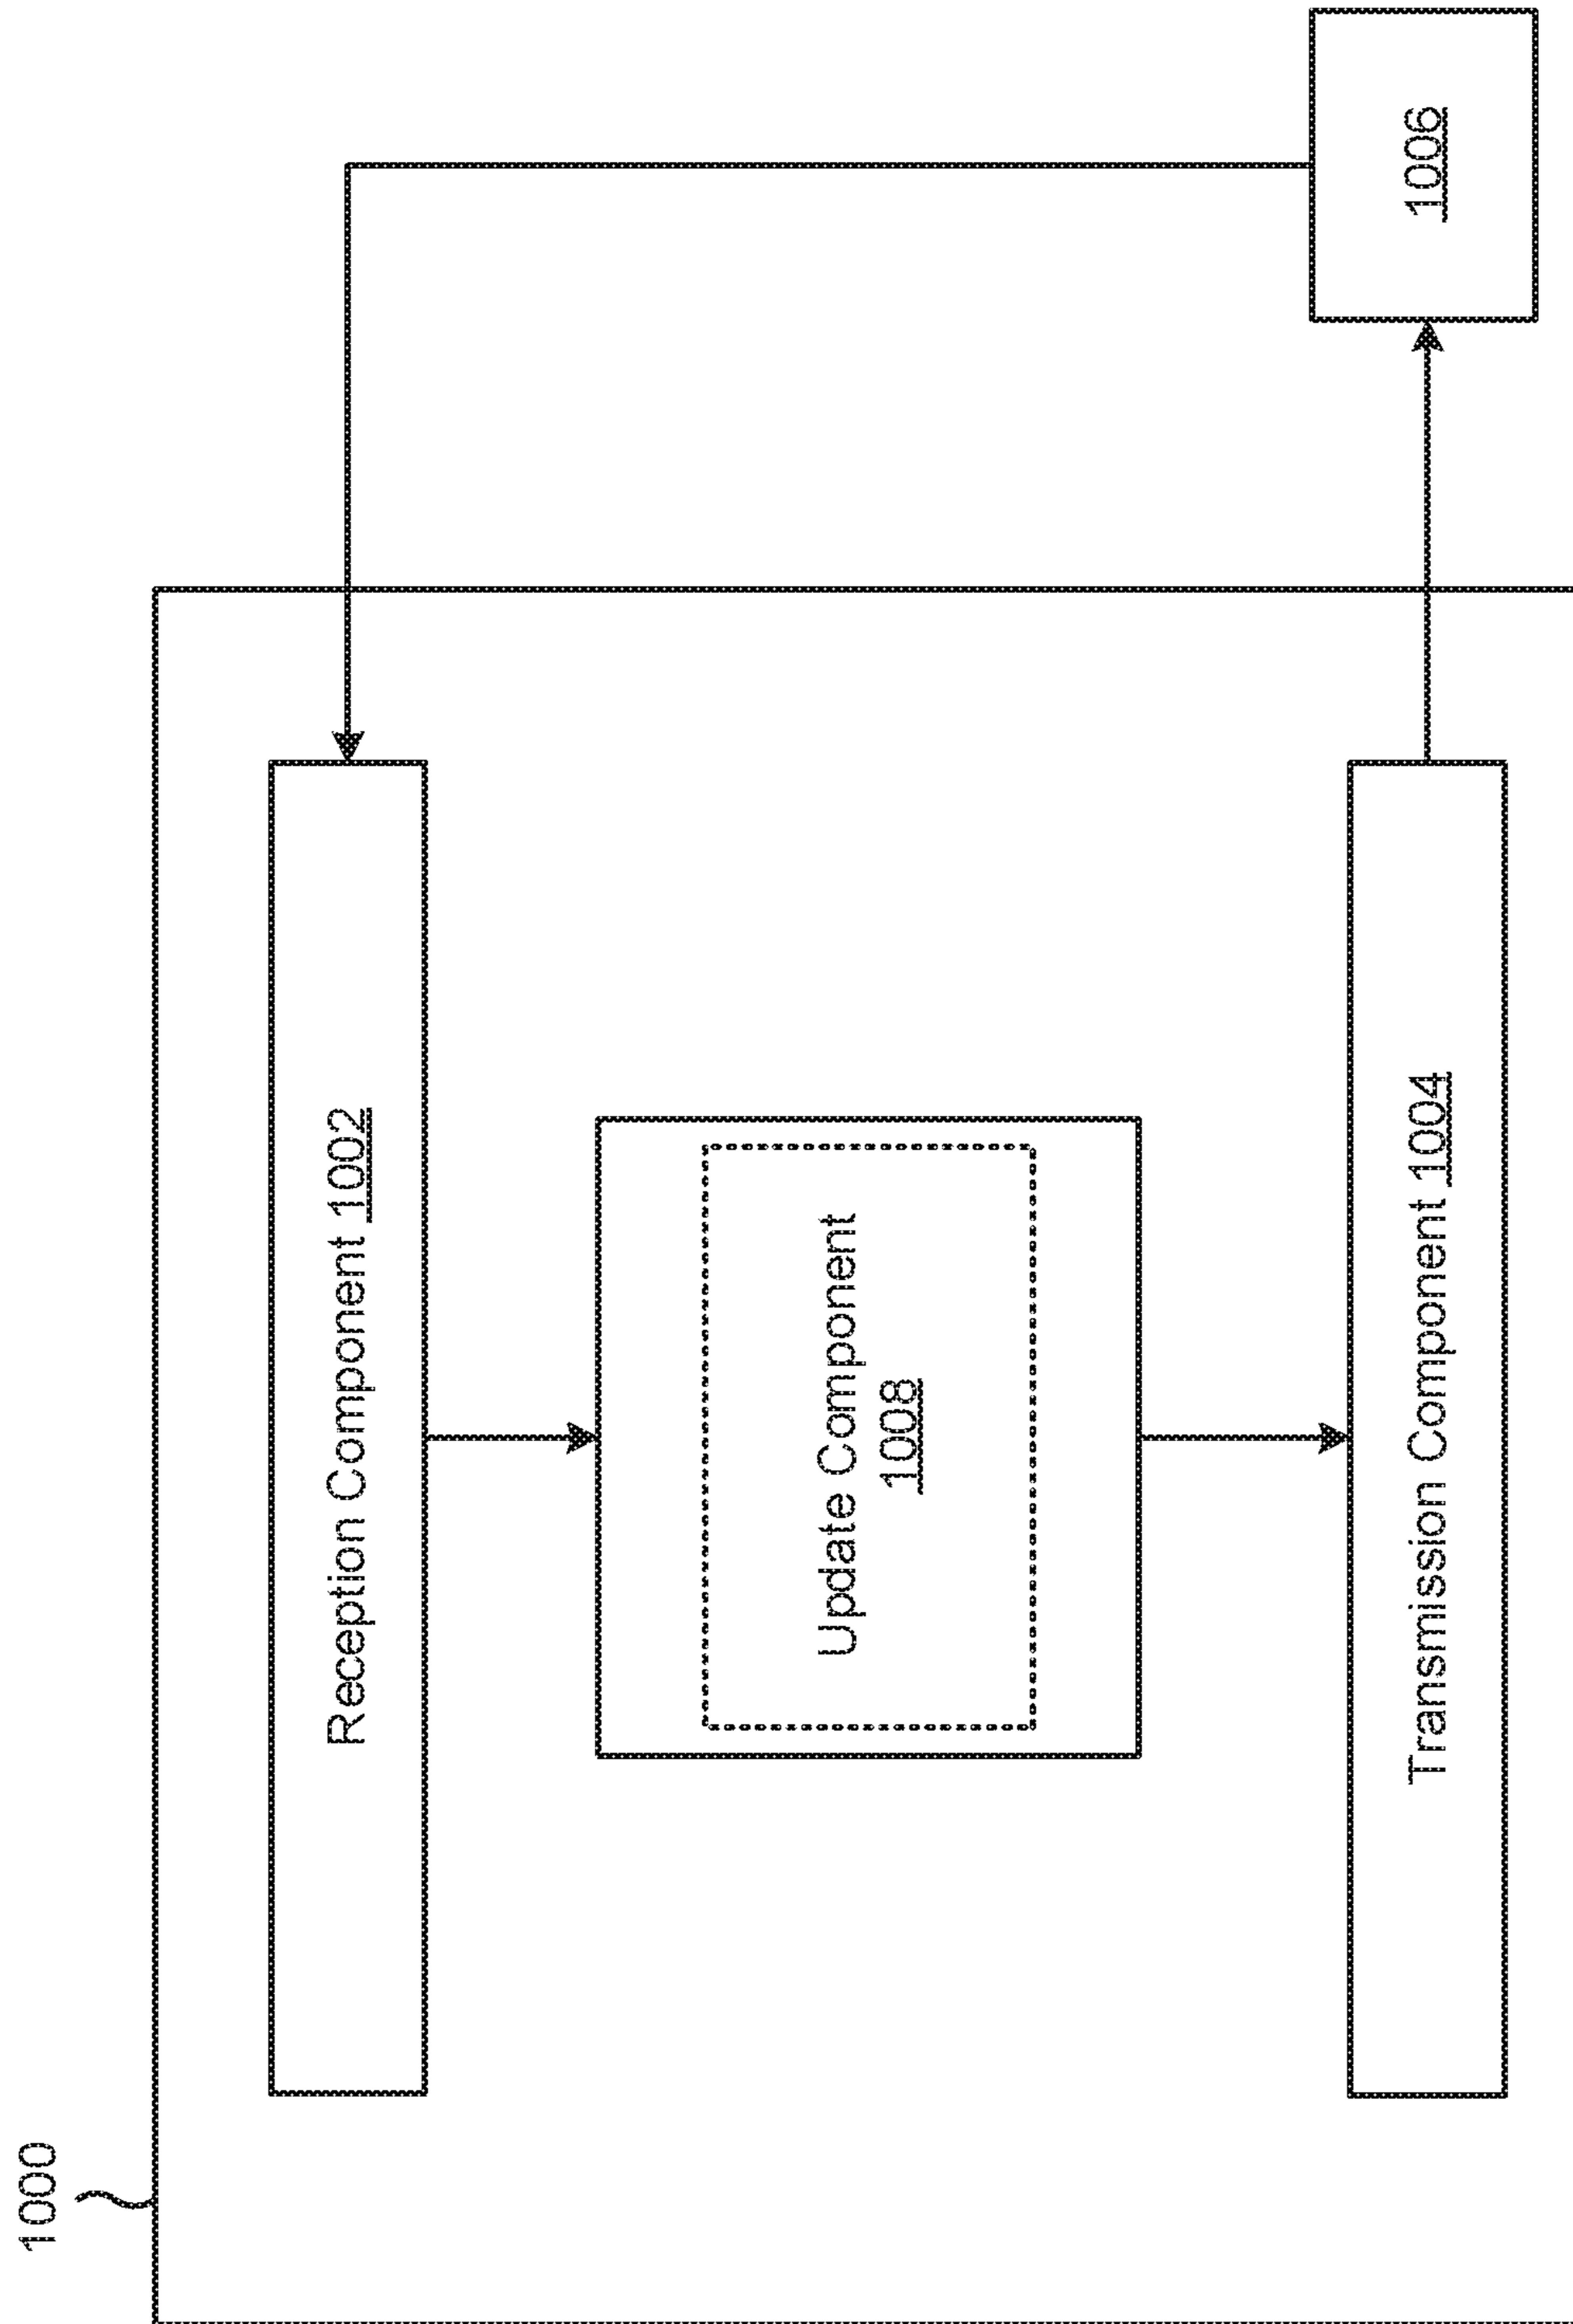 1000
Reception Component 1002
Update Component
1008
Transmission Component 1004
1006